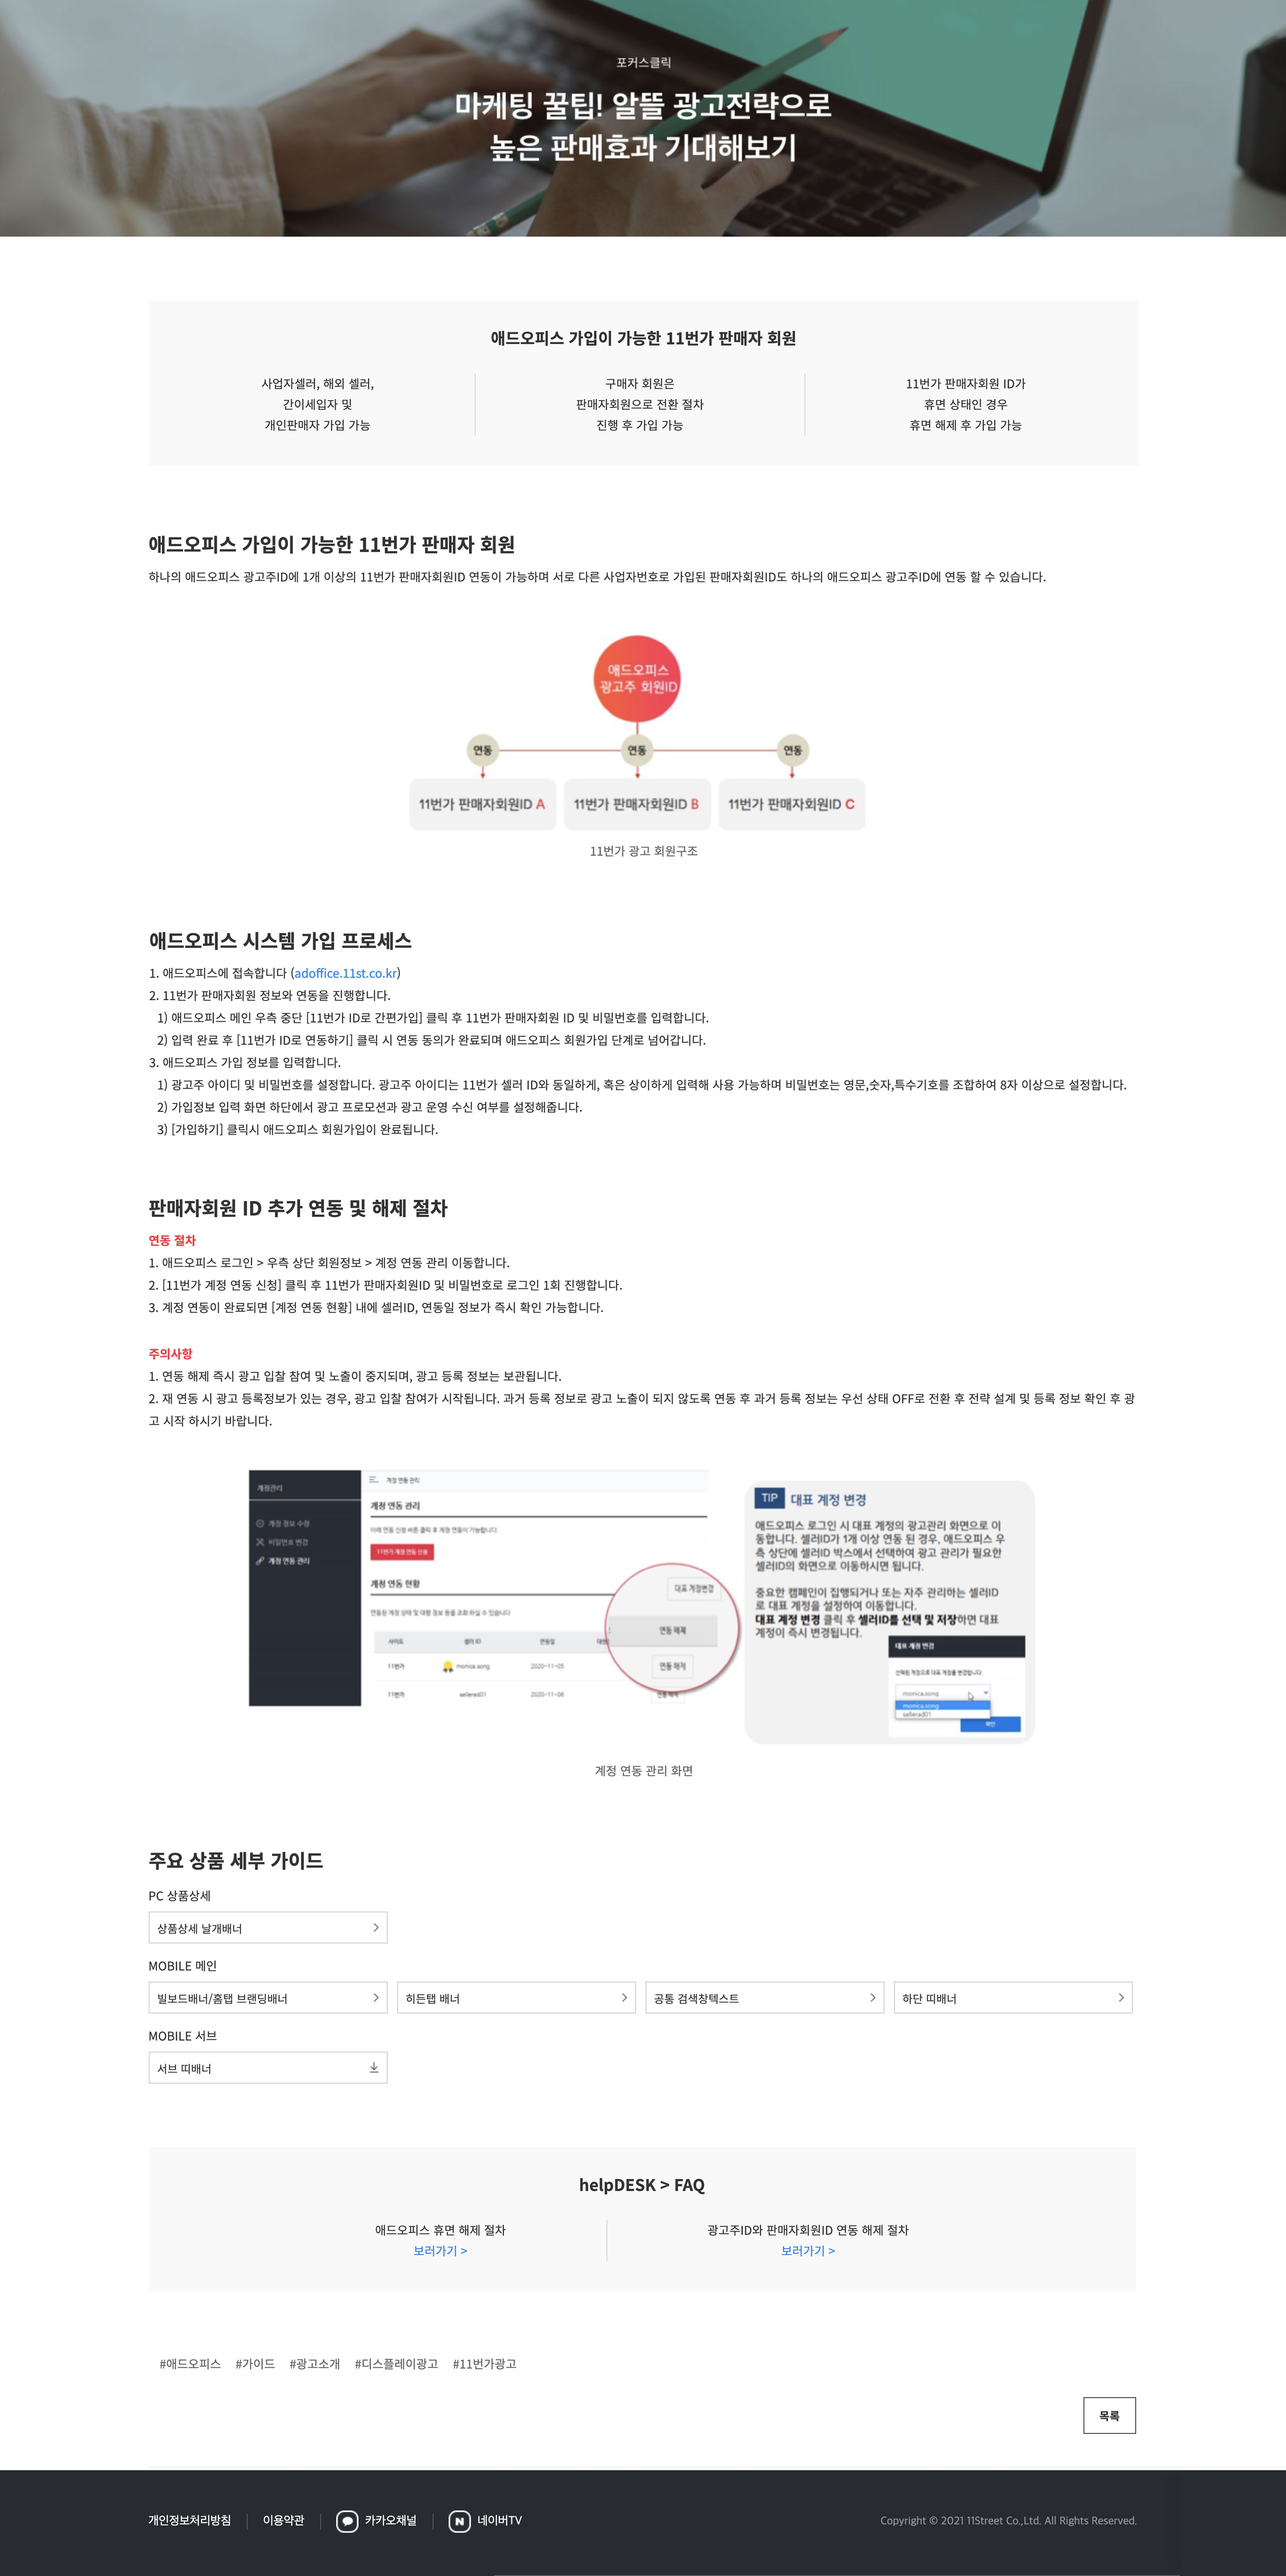 포커스클릭
마케팅 꿀팁! 알뜰 광고전략으로
높은 판매효과 기대해보기
애드오피스 가입이 가능한 11번가 판매자 회원
사업자셀러, 해외 셀러,
간이세입자 및
개인판매자 가입 가능
구매자 회원은
판매자회원으로 전환 절차
진행 후 가입 가능
11번가 판매자회원 ID가
휴면 상태인 경우
휴면 해제 후 가입 가능
애드오피스 가입이 가능한 11번가 판매자 회원
하나의 애드오피스 광고주ID에 1개 이상의 11번가 판매자회원ID 연동이 가능하며 서로 다른 사업자번호로 가입된 판매자회원ID도 하나의 애드오피스 광고주ID에 연동 할 수 있습니다.
애드오피스
광고주 회원ID
연동 연동 연동
11번가 판매자회원ID A 11번가 판매자회원ID B 11번가 판매자회원ID C
11번가 광고 회원구조
애드오피스 시스템 가입 프로세스
1. 애드오피스에 접속합니다 (adoffice.11st.co.kr)
2. 11번가 판매자회원 정보와 연동을 진행합니다.
1) 애드오피스 메인 우측 중단 [11번가 ID로 간편가입] 클릭 후 11번가 판매자회원 ID 및 비밀번호를 입력합니다.
2) 입력 완료 후 [11번가 ID로 연동하기] 클릭 시 연동 동의가 완료되며 애드오피스 회원가입 단계로 넘어갑니다.
3. 애드오피스 가입 정보를 입력합니다.
1) 광고주 아이디 및 비밀번호를 설정합니다. 광고주 아이디는 11번가 셀러 ID와 동일하게, 혹은 상이하게 입력해 사용 가능하며 비밀번호는 영문,숫자,특수기호를 조합하여 8자 이상으로 설정합니다.
2) 가입정보 입력 화면 하단에서 광고 프로모션과 광고 운영 수신 여부를 설정해줍니다.
3) [가입하기] 클릭시 애드오피스 회원가입이 완료됩니다.
판매자회원 ID 추가 연동 및 해제 절차
연동 절차
1. 애드오피스 로그인 > 우측 상단 회원정보 > 계정 연동 관리 이동합니다.
2. [11번가 계정 연동 신청] 클릭 후 11번가 판매자회원ID 및 비밀번호로 로그인 1회 진행합니다.
3. 계정 연동이 완료되면 [계정 연동 현황] 내에 셀러ID, 연동일 정보가 즉시 확인 가능합니다.
주의사항
1. 연동 해제 즉시 광고 입찰 참여 및 노출이 중지되며, 광고 등록 정보는 보관됩니다.
2. 재 연동 시 광고 등록정보가 있는 경우, 광고 입찰 참여가 시작됩니다. 과거 등록 정보로 광고 노출이 되지 않도록 연동 후 과거 등록 정보는 우선 상태 OFF로 전환 후 전략 설계 및 등록 정보 확인 후 광
고 시작 하시기 바랍니다.
계정관리
계정 정보 수정
비밀번호 변경
계정 연동 관리
계정 연동 관리
계정 연동 관리
아래 연동 신청 버튼 클릭 후 계정 연동이 가능합니다.
11번가 계정 연동 신청
계정 연동 현황
대표 계정변경
연동된 계정 상태 및 대행 정보 등을 조회 하실 수 있습니다
사이트 셀러 ID 연동일 연동 해제
11번가 monica.song 2020-11-05 연동 해제
11번가 sellerad01 2020-11-06 연동 해제
TIP 대표 계정 변경
애드오피스 로그인 시 대표 계정의 광고관리 화면으로 이
동합니다. 셀러ID가 1개 이상 연동 된 경우, 애드오피스 우
측 상단에 셀러ID 박스에서 선택하여 광고 관리가 필요한
셀러ID의 화면으로 이동하시면 됩니다.
중요한 캠페인이 집행되거나 또는 자주 관리하는 셀러ID
로 대표 계정을 설정하여 이동합니다.
대표 계정 변경 클릭 후 셀러ID를 선택 및 저장하면 대표
계정이 즉시 변경됩니다.
대표 계정 변경
선택된 계정으로 대표 계정을 변경합니다.
monica.song
monica.song
sellerad01
확인
계정 연동 관리 화면
주요 상품 세부 가이드
PC 상품상세
상품상세 날개배너
MOBILE 메인
빌보드배너/홈탭 브랜딩배너 히든탭 배너 공통 검색창텍스트 하단 띠배너
MOBILE 서브
서브 띠배너
helpDESK > FAQ
애드오피스 휴면 해제 절차
보러가기 >
광고주ID와 판매자회원ID 연동 해제 절차
보러가기 >
#애드오피스 #가이드 #광고소개 #디스플레이광고 #11번가광고
목록
개인정보처리방침 이용약관 카카오채널 N 네이버TV Copyright © 2021 11Street Co.,Ltd. All Rights Reserved.